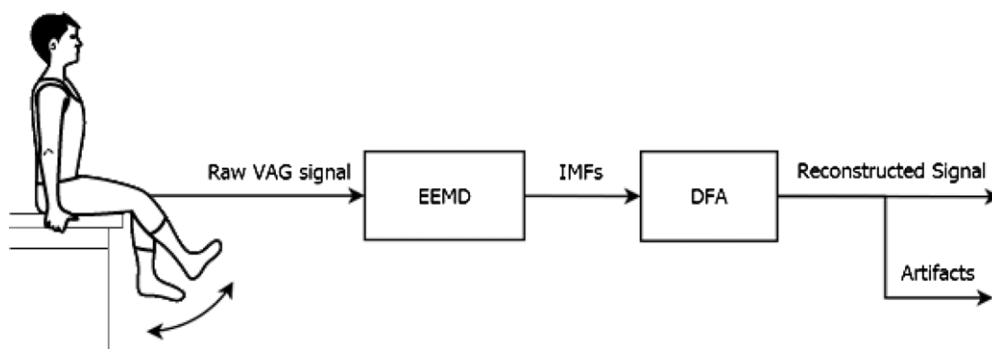 Raw VAG signal
EEMD
IMFs
DFA
Reconstructed Signal
Artifacts